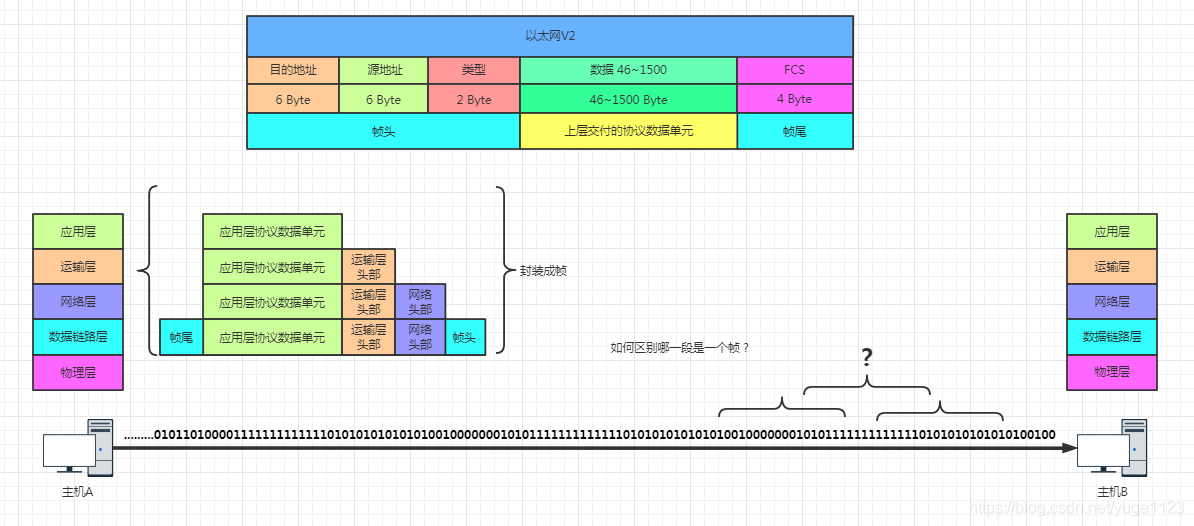 以太网V2
目的地址 源地址 类型 数据 46~1500 FCS
6 Byte 6 Byte 2 Byte 46~1500 Byte 4 Byte
帧头 上层交付的协议数据单元 帧尾
应用层
运输层
网络层
数据链路层
物理层
应用层协议数据单元
应用层协议数据单元 运输层
头部
应用层协议数据单元 运输层
头部 网络
头部
帧尾 应用层协议数据单元 运输层
头部 网络
头部 帧头
封装成帧
如何区别哪一段是一个帧？
?
应用层
运输层
网络层
数据链路层
物理层
主机A
主机B
https://blog.csdn.net/yuge1123